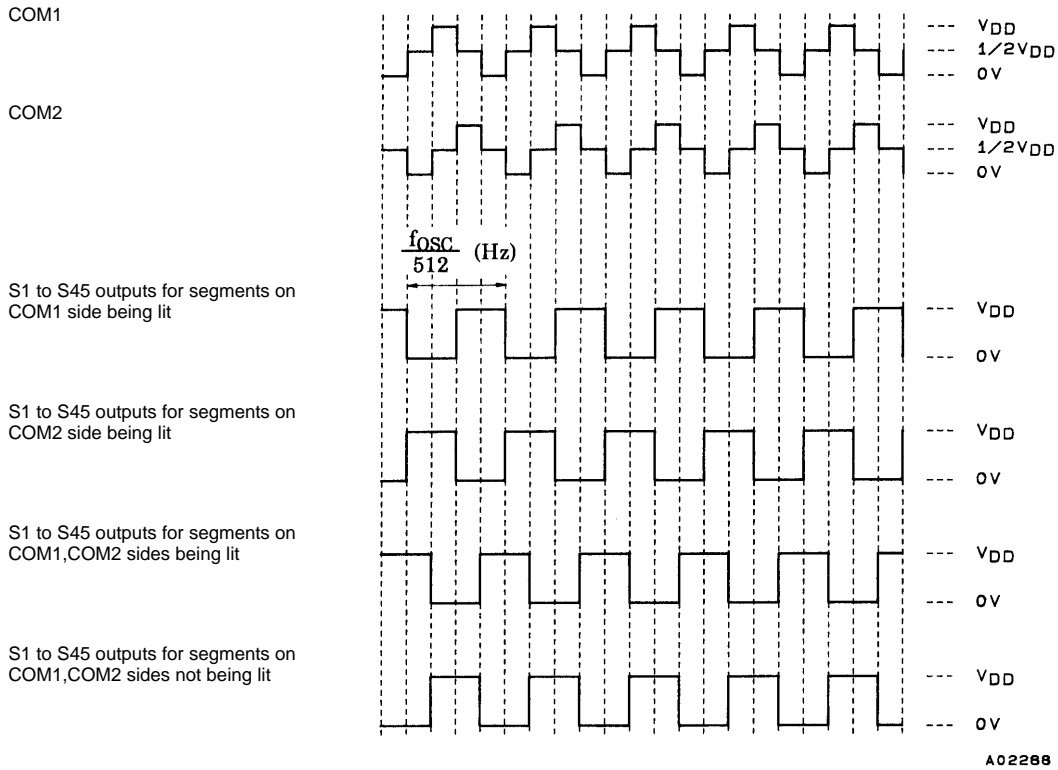 COM1
--- VDD
--- 1/2VDD
--- 0V
COM2
--- VDD
--- 1/2VDD
--- 0V
fOSC
512 (Hz)
S1 to S45 outputs for segments on
COM1 side being lit
--- VDD
--- 0V
S1 to S45 outputs for segments on
COM2 side being lit
--- VDD
--- 0V
S1 to S45 outputs for segments on
COM1,COM2 sides being lit
--- VDD
--- 0V
S1 to S45 outputs for segments on
COM1,COM2 sides not being lit
--- VDD
--- 0V
A02288